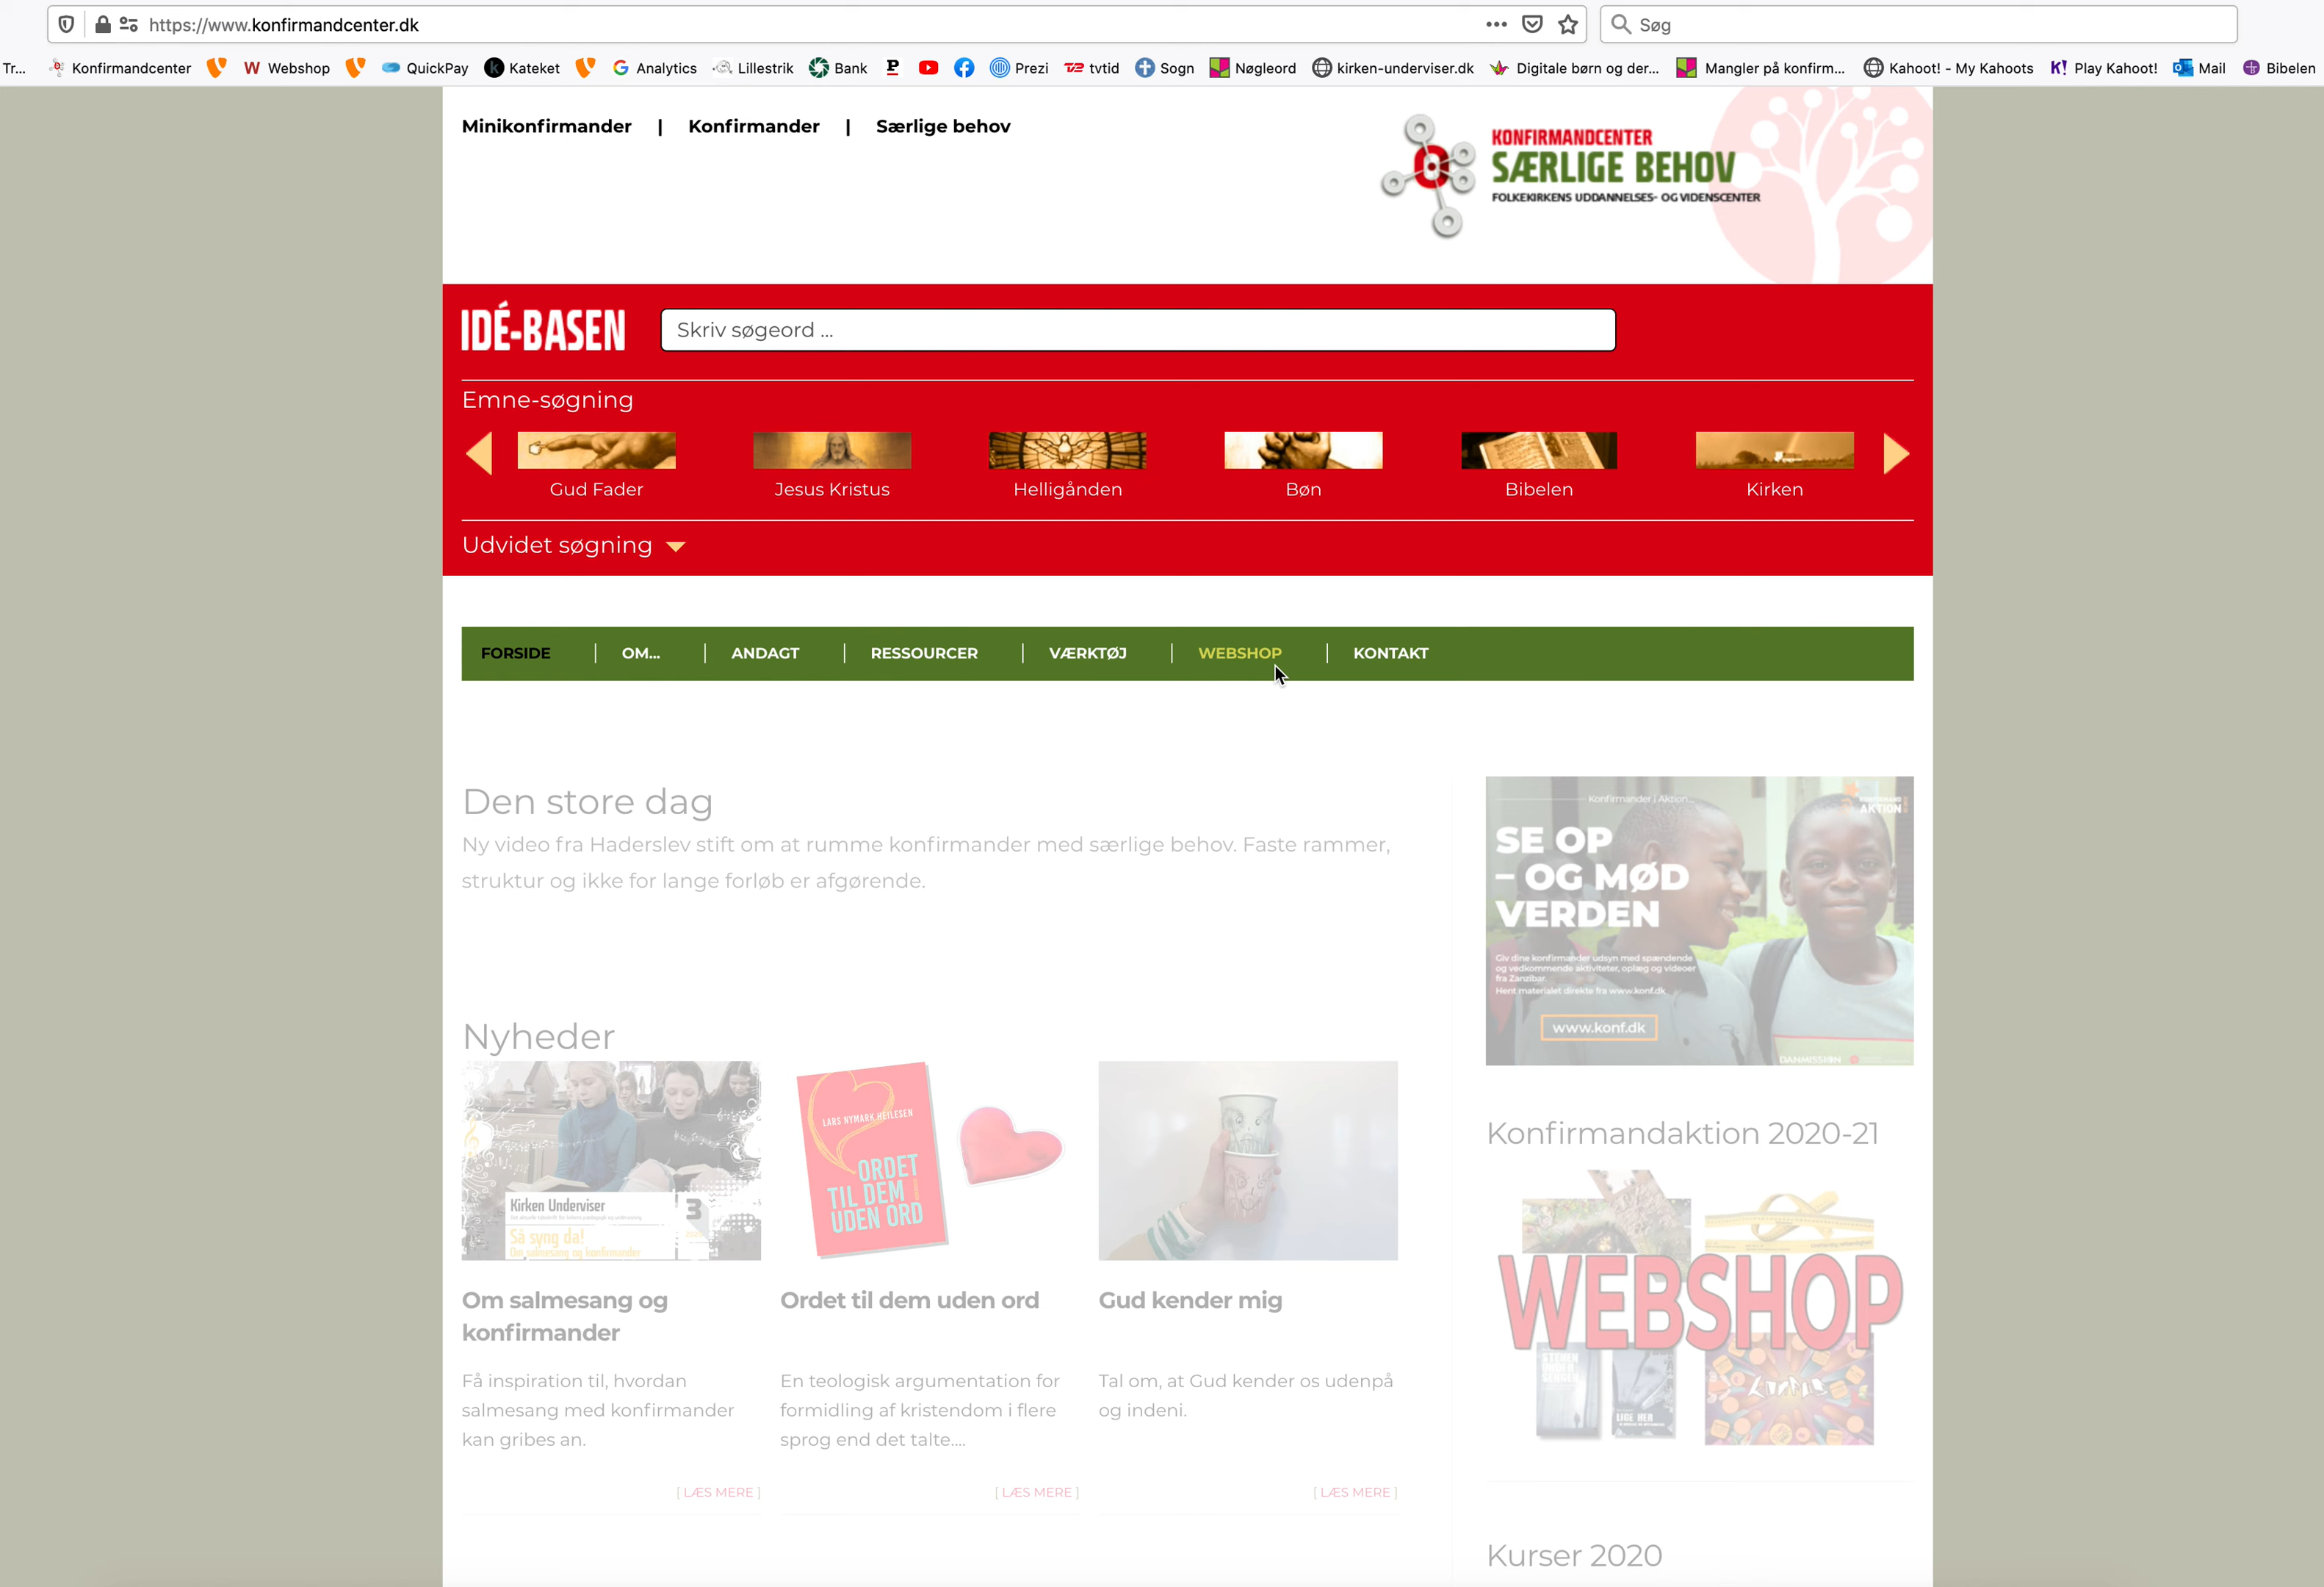 https://www.konfirmandcenter.dk
Søg
Tr... Konfirmandcenter Webshop QuickPay Kateket Analytics Lillestrik Bank Prezi tvtid Sogn Nøgleord kirken-underviser.dk Digitale børn og der... Mangler på konfirm... Kahoot! - My Kahoots Play Kahoot! Mail Bibelen
Minikonfirmander | Konfirmander | Særlige behov
KONFIRMANDCENTER
SÆRLIGE BEHOV
FOLKEKIRKENS UDDANNELSES- OG VIDENSCENTER
IDÉ-BASEN
Skriv søgeord ...
Emne-søgning
Gud Fader Jesus Kristus Helligånden Bøn Bibelen Kirken
Udvidet søgning
FORSIDE | OM... | ANDAGT | RESSOURCER | VÆRKTØJ | WEBSHOP | KONTAKT
Den store dag
Ny video fra Haderslev stift om at rumme konfirmander med særlige behov. Faste rammer,
struktur og ikke for lange forløb er afgørende.
Nyheder
Kirken Underviser
3
Så syng da!
Om salmesang og konfirmander
Om salmesang og
konfirmander
Få inspiration til, hvordan
salmesang med konfirmander
kan gribes an.
[ LÆS MERE ]
LARS NYMARK HEILESEN
ORDET
TIL DEM
UDEN ORD
Ordet til dem uden ord
En teologisk argumentation for
formidling af kristendom i flere
sprog end det talte....
[ LÆS MERE ]
Gud kender mig
Tal om, at Gud kender os udenpå
og indeni.
[ LÆS MERE ]
Konfirmander i Aktion...
AKTION
SE OP
– OG MØD
VERDEN
Giv dine konfirmander udsyn med spændende
og vedkommende aktiviteter, oplæg og videoer
fra Zanzibar.
Hent materialet direkte fra www.konf.dk
www.konf.dk
DANMISSION
Konfirmandaktion 2020-21
WEBSHOP
STENEN
UNDER
LIGE HER
Kurser 2020